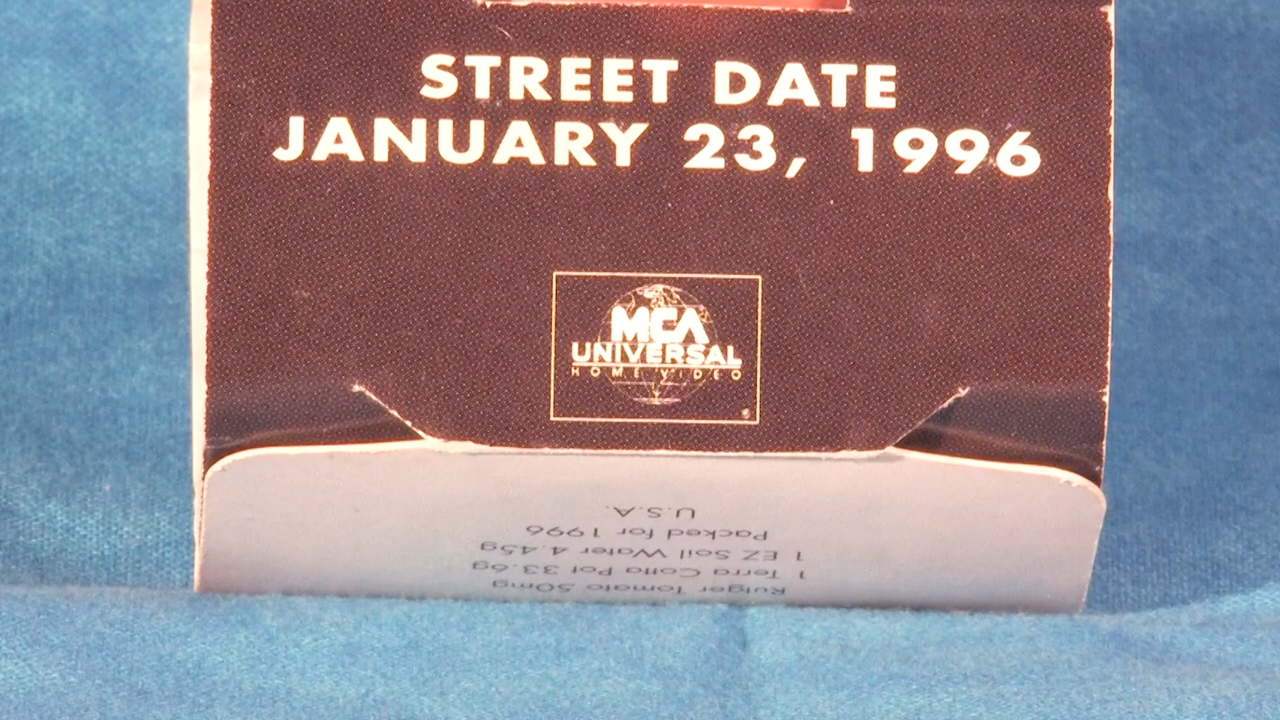 STREET DATE
JANUARY 23, 1996
MCA
UNIVERSAL
HOME VIDEO
®
Rutger Tomato 50mg
1 Terra Cotta Pot 33.6g
1 EZ Soil Water 4.45g
Packed for 1996
U.S.A.